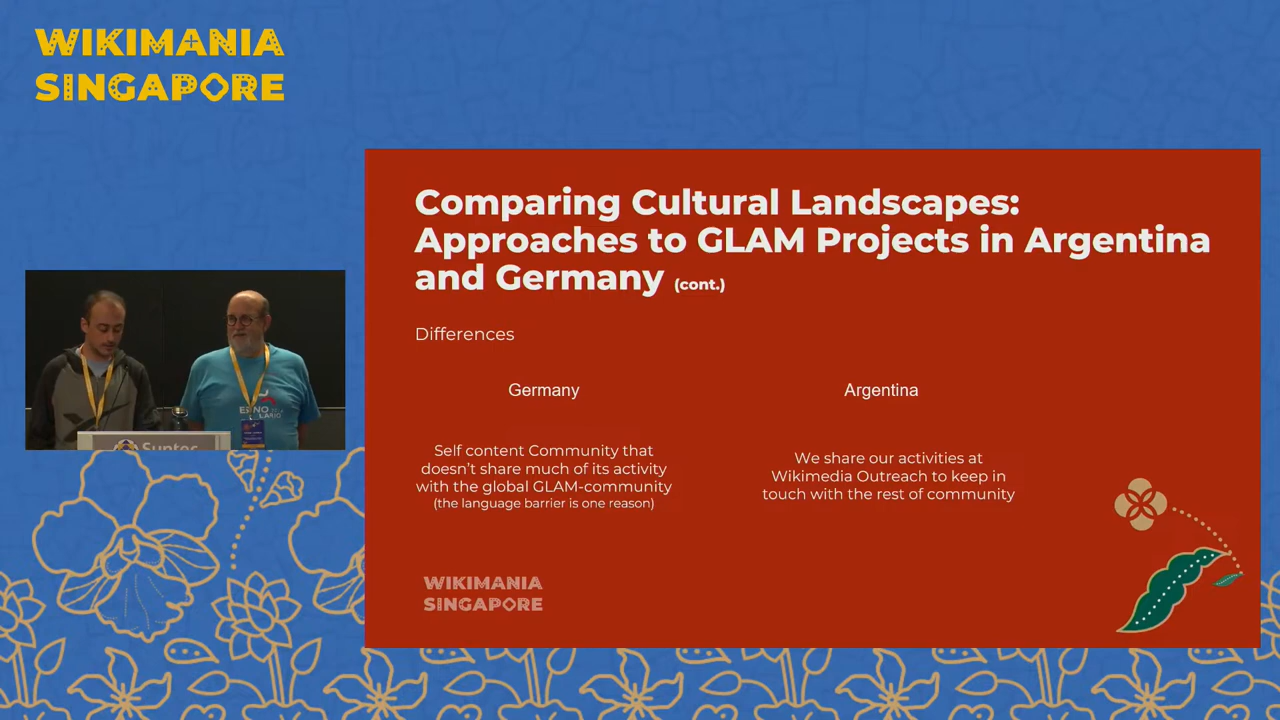 WIKIMANIA
SINGAPORE
Comparing Cultural Landscapes:
Approaches to GLAM Projects in Argentina
and Germany (cont.)
Differences
Germany
Argentina
Self content Community that
doesn't share much of its activity
with the global GLAM-community
(the language barrier is one reason)
We share our activities at
Wikimedia Outreach to keep in
touch with the rest of community
WIKIMANIA
SINGAPORE
Suntec